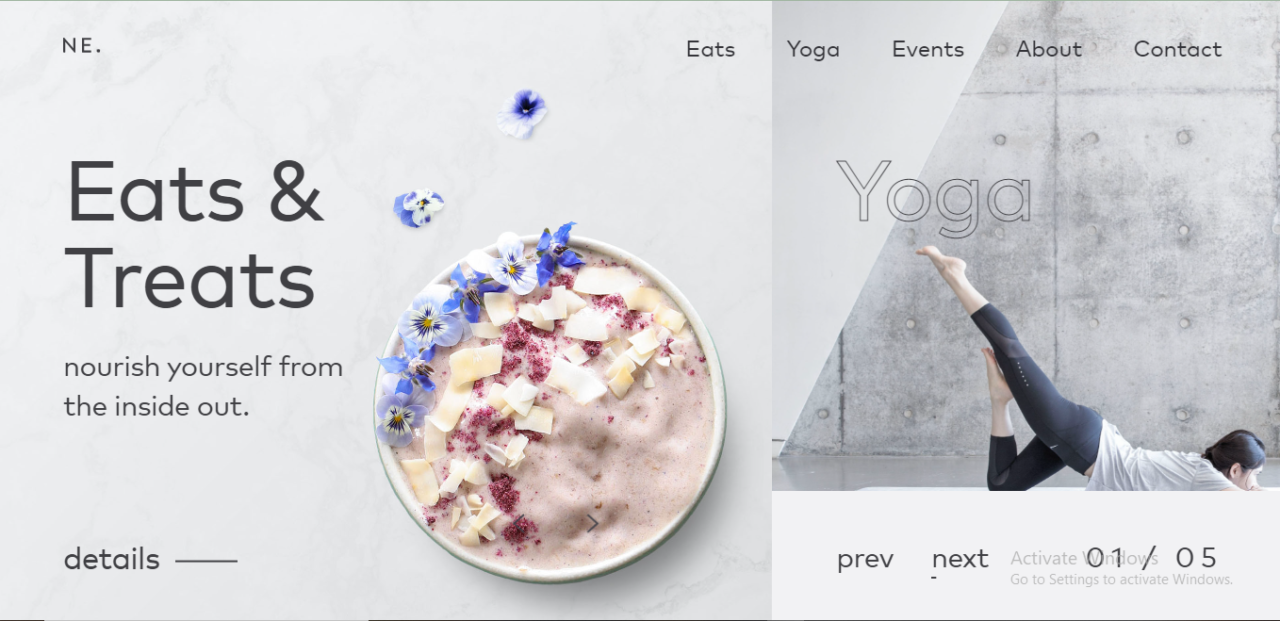 NE.
Eats
Yoga
Events
About
Contact
Eats &
Treats
nourish yourself from
the inside out.
details
Yoga
prev
next
01 / 05
Activate Windows
Go to Settings to activate Windows.